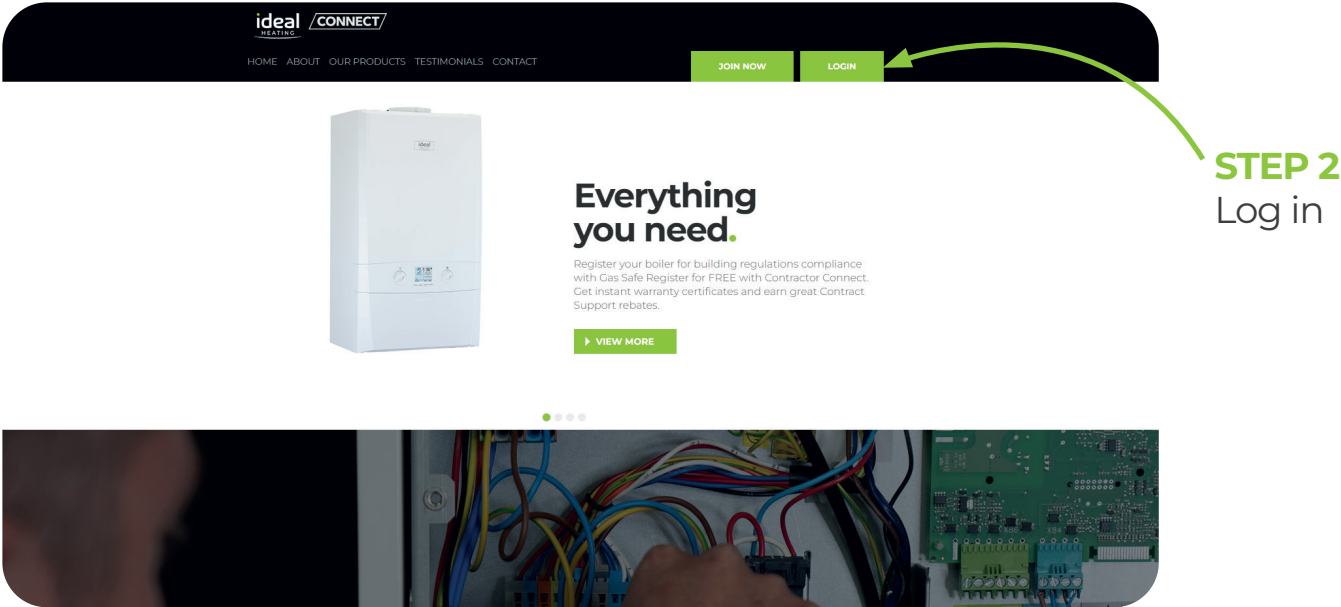 ideal
HEATING
CONNECT
HOME ABOUT OUR PRODUCTS TESTIMONIALS CONTACT
JOIN NOW
LOGIN
STEP 2
Log in
ideal
Everything
you need.
Register your boiler for building regulations compliance
with Gas Safe Register for FREE with Contractor Connect.
Get instant warranty certificates and earn great Contract
Support rebates.
VIEW MORE
X84